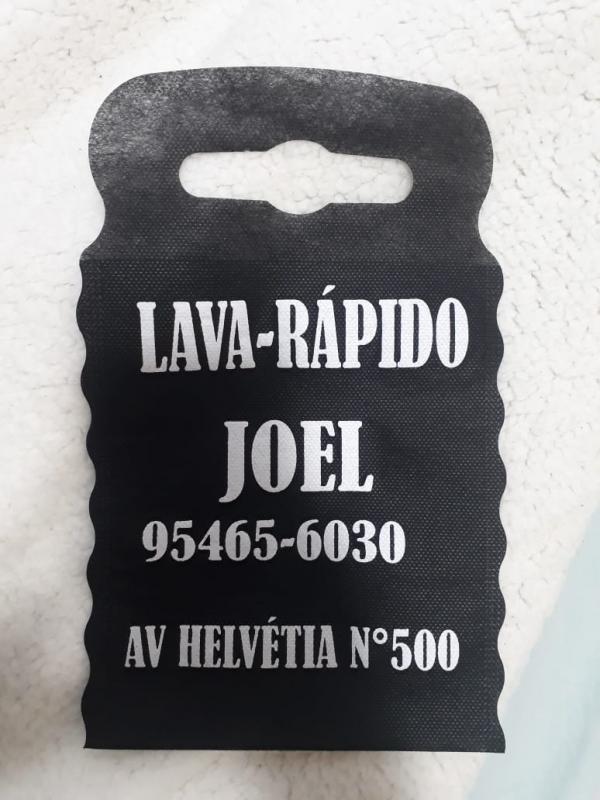 LAVA-RÁPIDO
JOEL
95465-6030
AV HELVÉTIA N°500